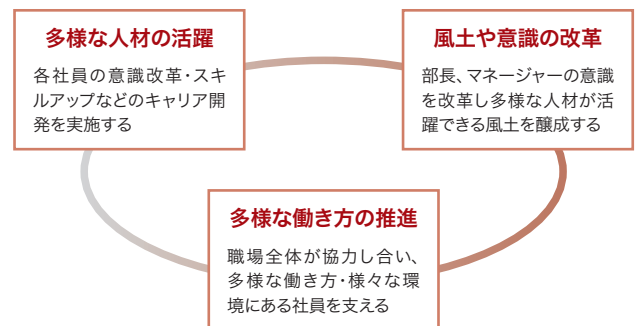 多様な人材の活躍
各社員の意識改革・スキ
ルアップなどのキャリア開
発を実施する
風土や意識の改革
部長、マネージャーの意識
を改革し多様な人材が活
躍できる風土を醸成する
多様な働き方の推進
職場全体が協力し合い、
多様な働き方・様々な環
境にある社員を支える